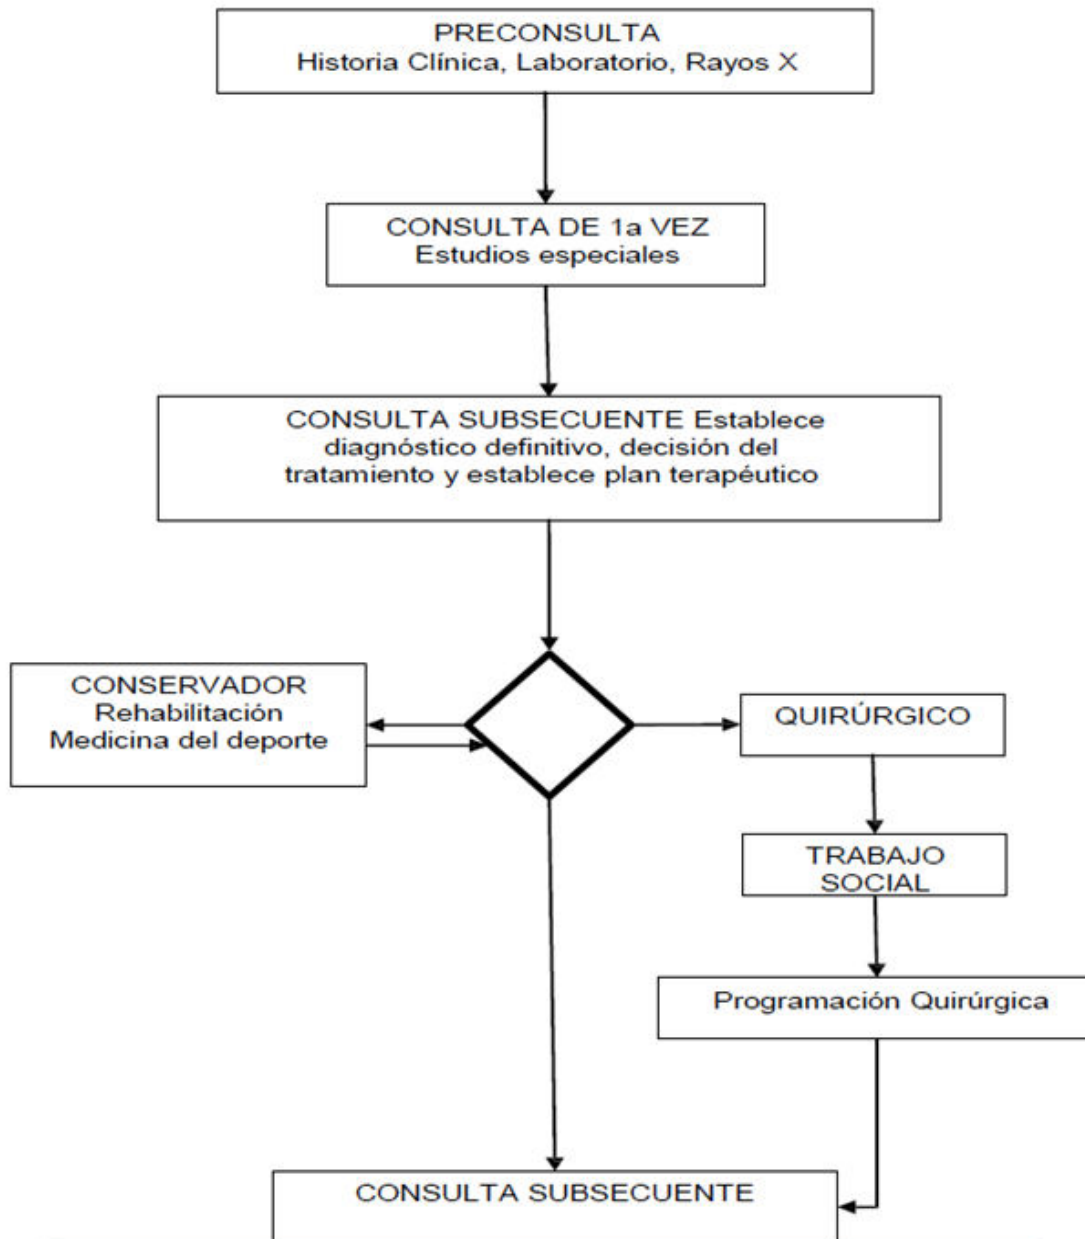 PRECONSULTA
Historia Clínica, Laboratorio, Rayos X
CONSULTA DE 1a VEZ
Estudios especiales
CONSULTA SUBSECUENTE Establece
diagnóstico definitivo, decisión del
tratamiento y establece plan terapéutico
CONSERVADOR
Rehabilitación
Medicina del deporte
QUIRÚRGICO
TRABAJO
SOCIAL
Programación Quirúrgica
CONSULTA SUBSECUENTE